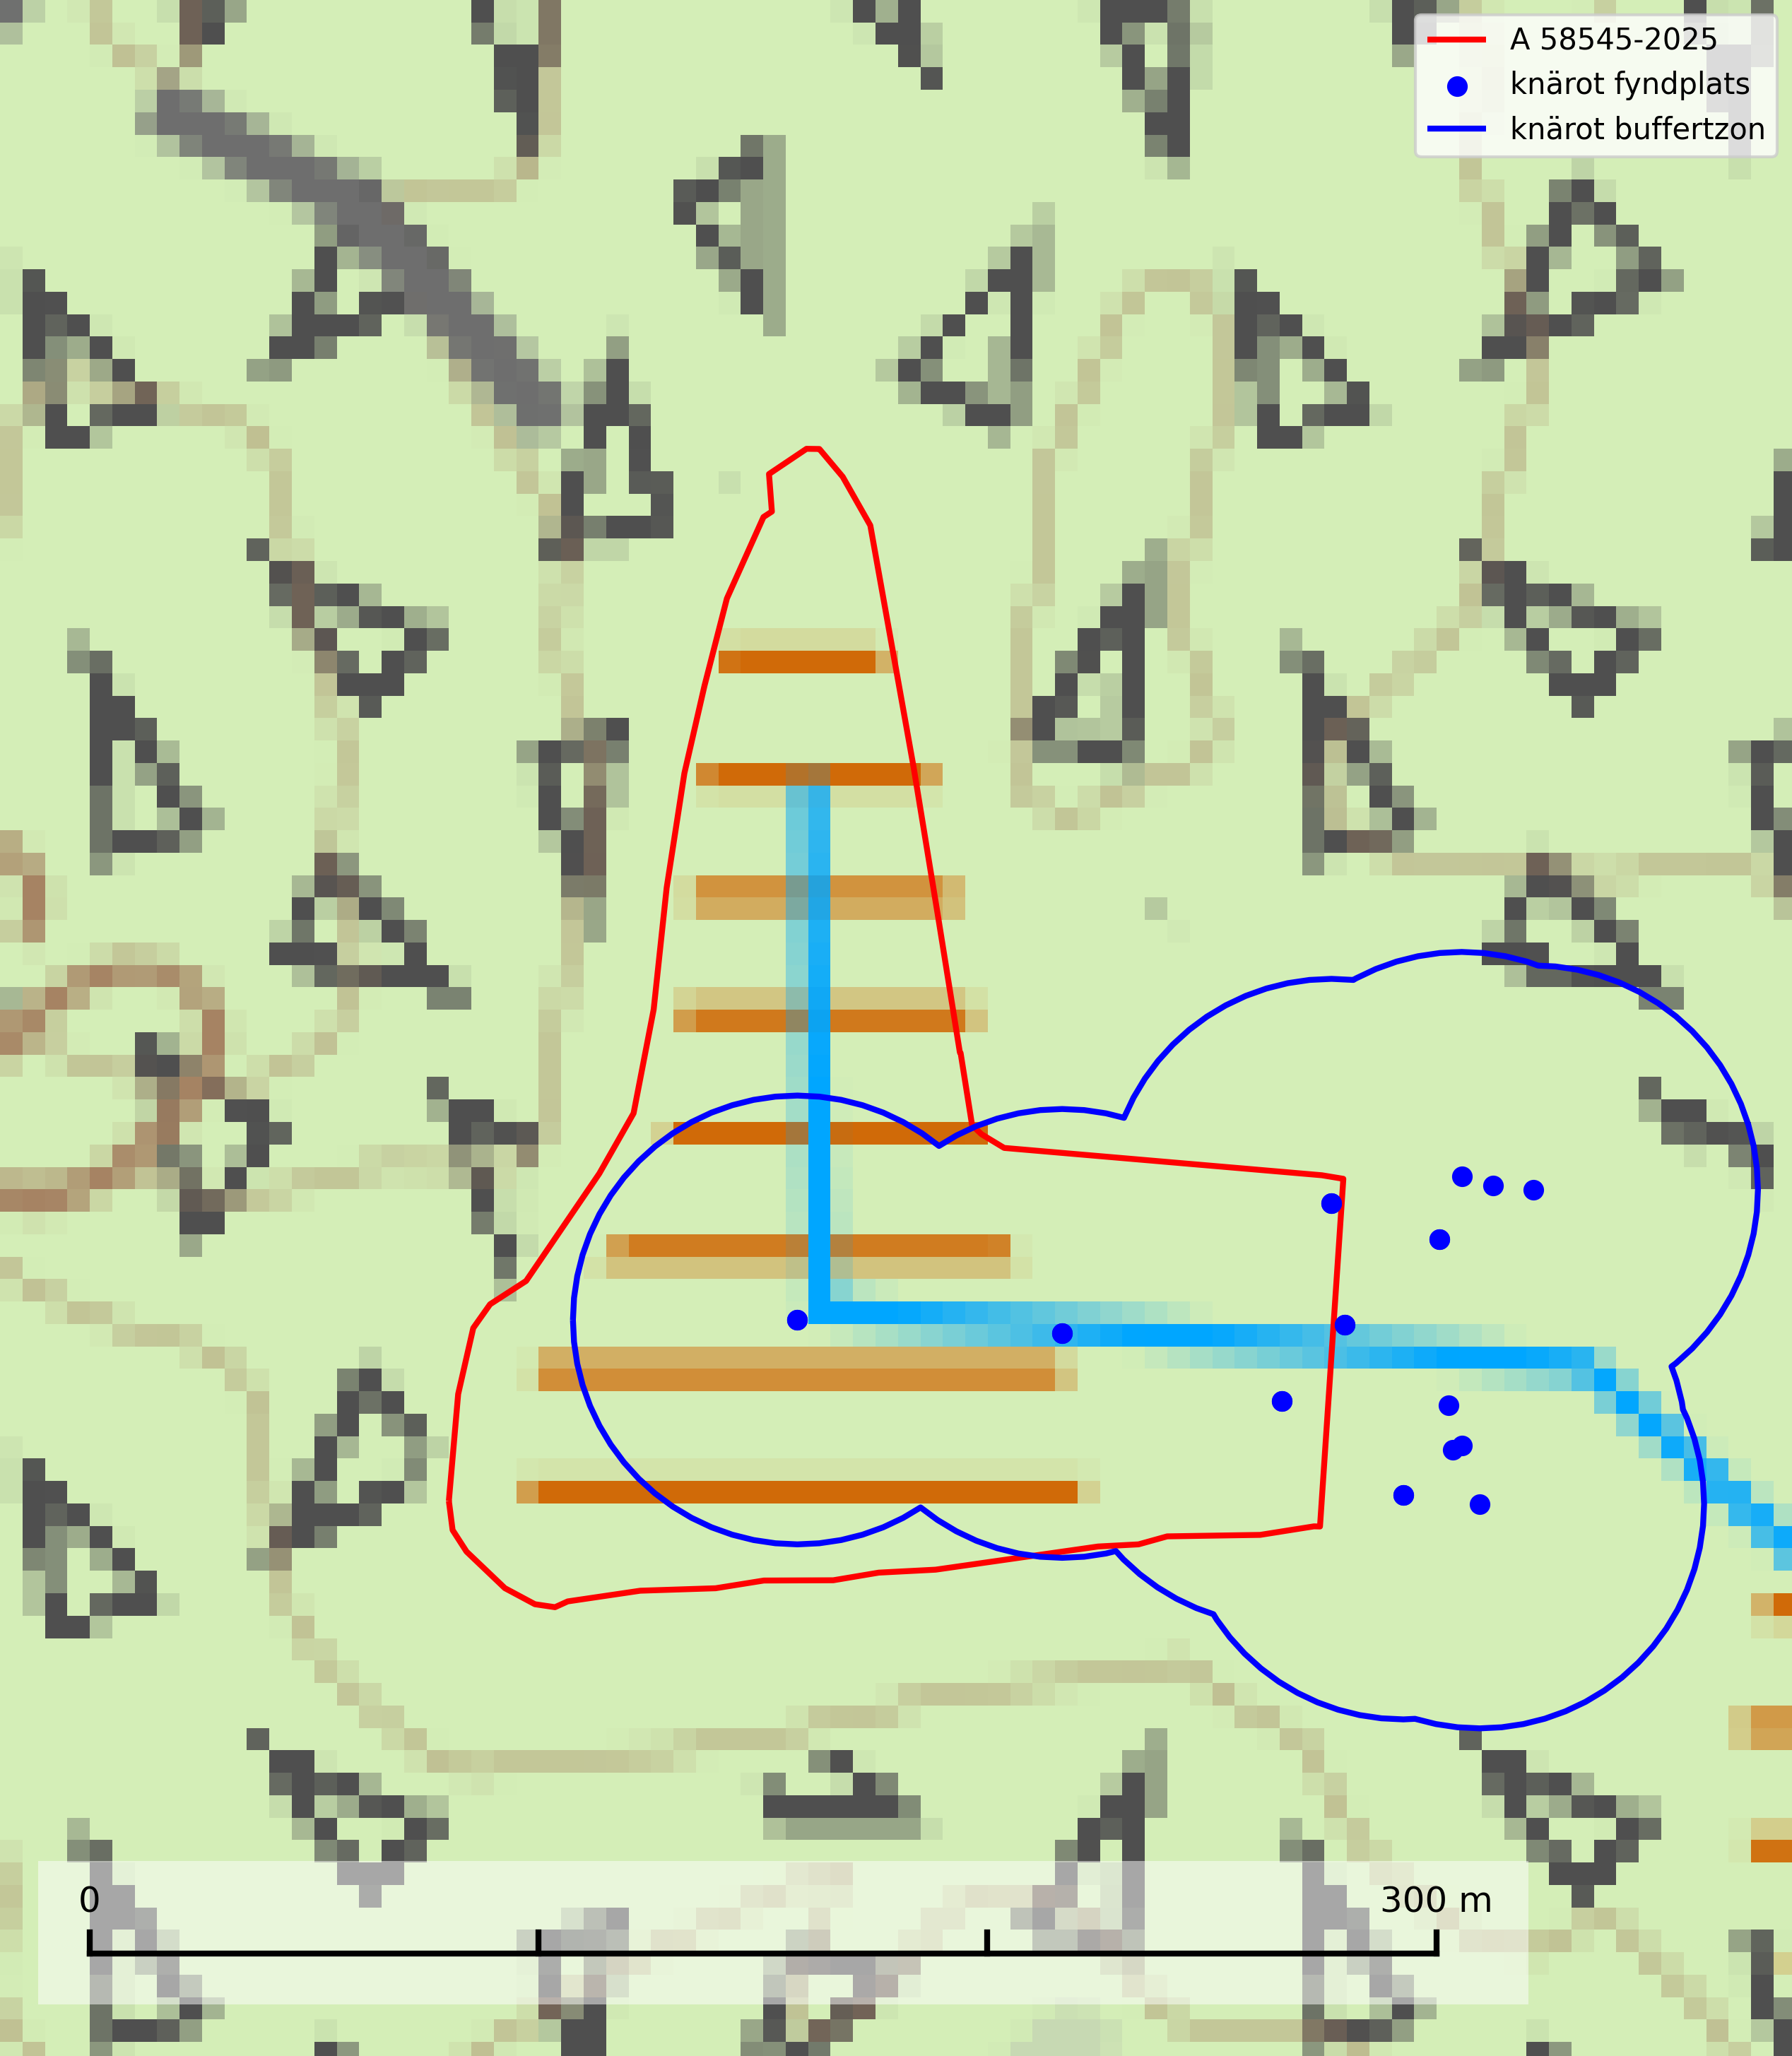 A 58545-2025
knärot fyndplats
knärot buffertzon
0
300 m